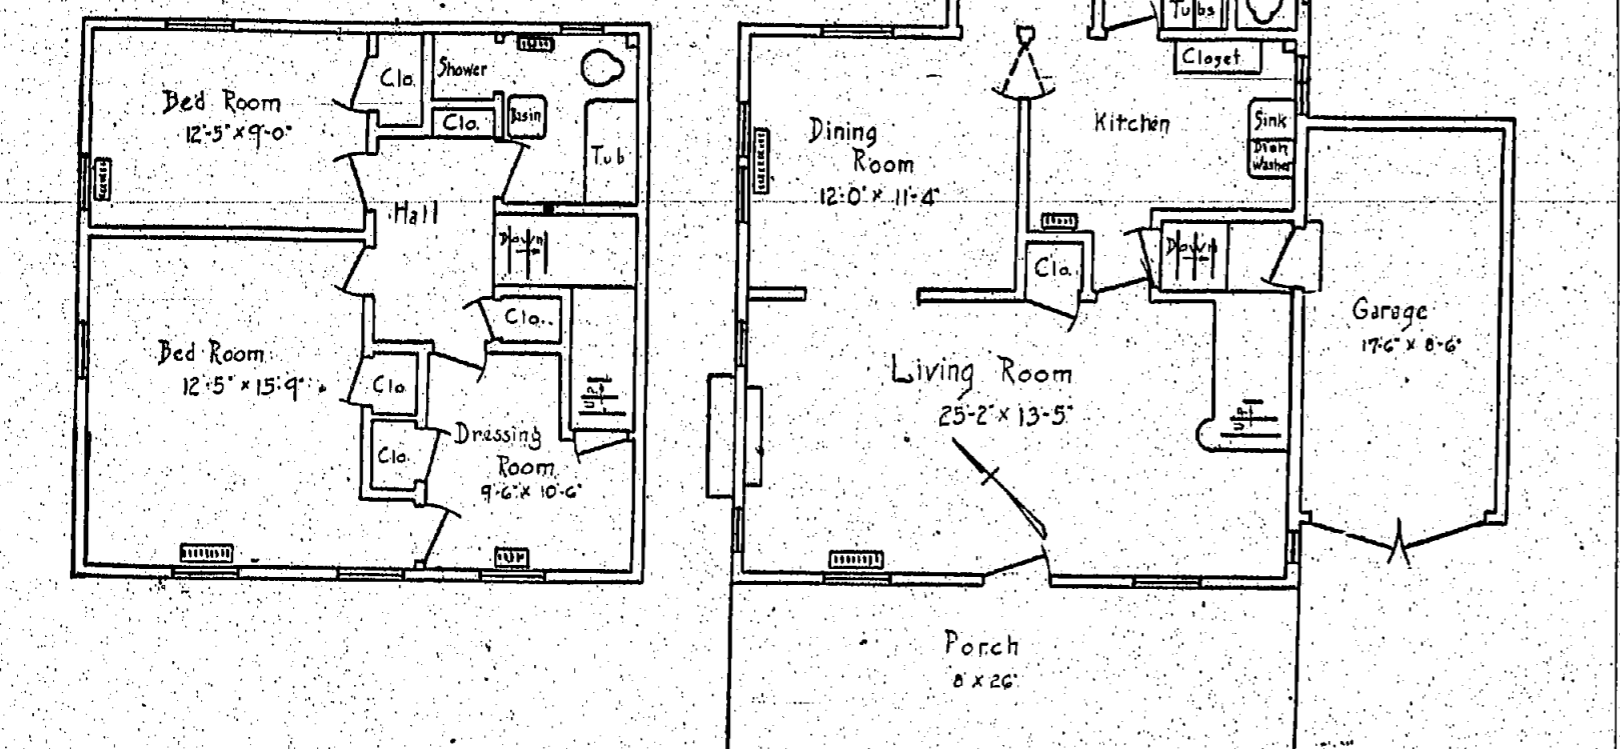 Bed Room
12'-5" x 9'-0"
Clo.
Shower
Clo.
Basin
Tub
Hall
Down
Clo.
Bed Room
12'-5" x 15'-9"
Clo.
Clo.
Dressing
Room
9'-6" x 10'-6"
Up
Tubs
Closet
Dining
Room
12'-0" x 11'-4"
Kitchen
Sink
Dish
Washer
Clo.
Down
Living Room
25'-2" x 13'-5"
Up
Garage
17'-6" x 8'-6"
Porch
8' x 26'